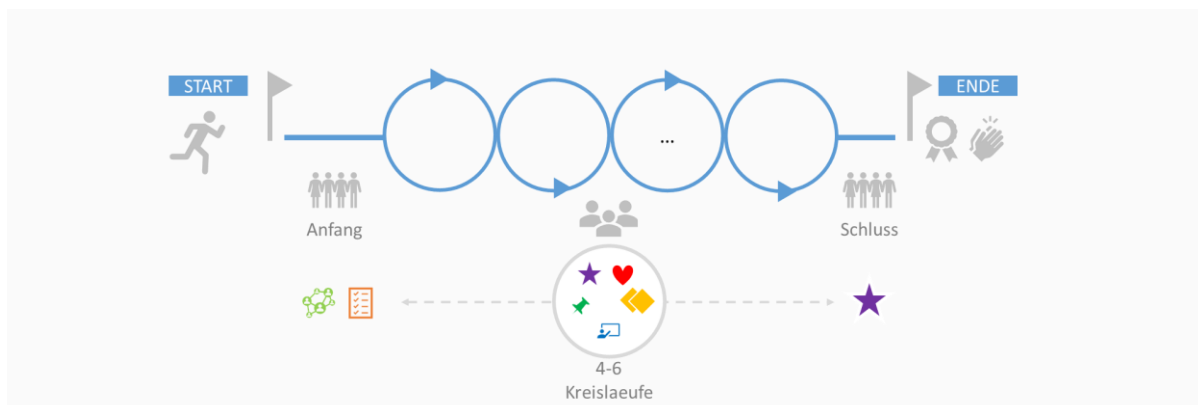 START
ENDE
...
Anfang
Schluss
4-6
Kreislaeufe